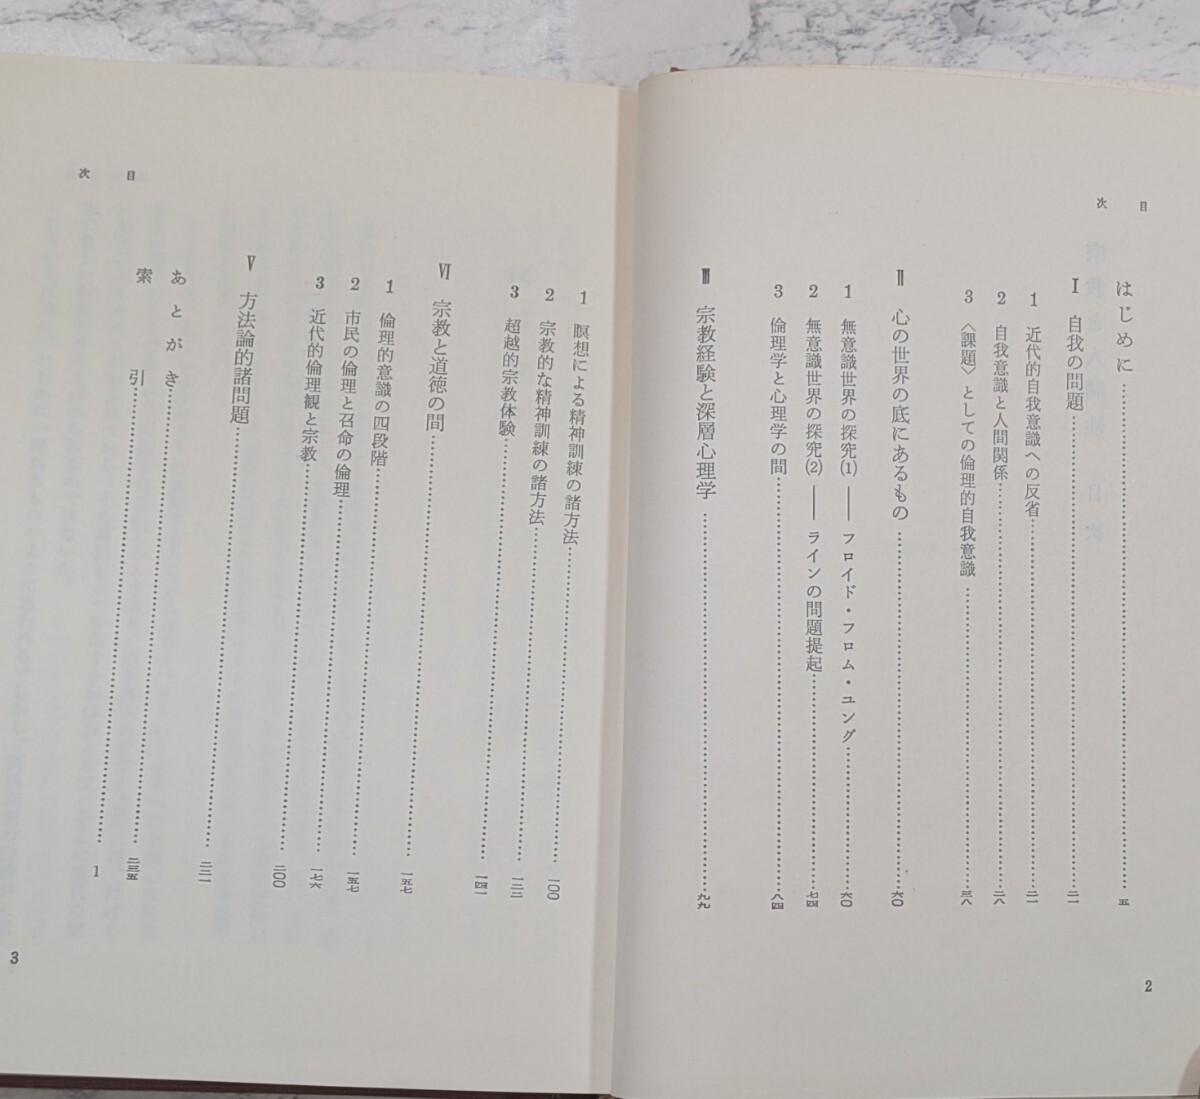 目次
はじめに……………五
Ⅰ 自我の問題……………二一
1 近代的自我意識への反省……………二一
2 自我意識と人間関係……………二八
3 〈課題〉としての倫理的自我意識……………三八
Ⅱ 心の世界の底にあるもの……………六〇
1 無意識世界の探究(1)――フロイド・フロム・ユング……………六〇
2 無意識世界の探究(2)――ラインの問題提起……………七四
3 倫理学と心理学の間……………八四
Ⅲ 宗教経験と深層心理学……………九九
2
目次
1 瞑想による精神訓練の諸方法……………一〇〇
2 宗教的な精神訓練の諸方法……………一二二
3 超越的宗教体験……………一四一
Ⅵ 宗教と道徳の間……………一五七
1 倫理的意識の四段階……………一五七
2 市民の倫理と召命の倫理……………一七六
3 近代的倫理観と宗教……………二〇〇
Ⅴ 方法論的諸問題……………二二一
あとがき……………二三五
索引……………1
3